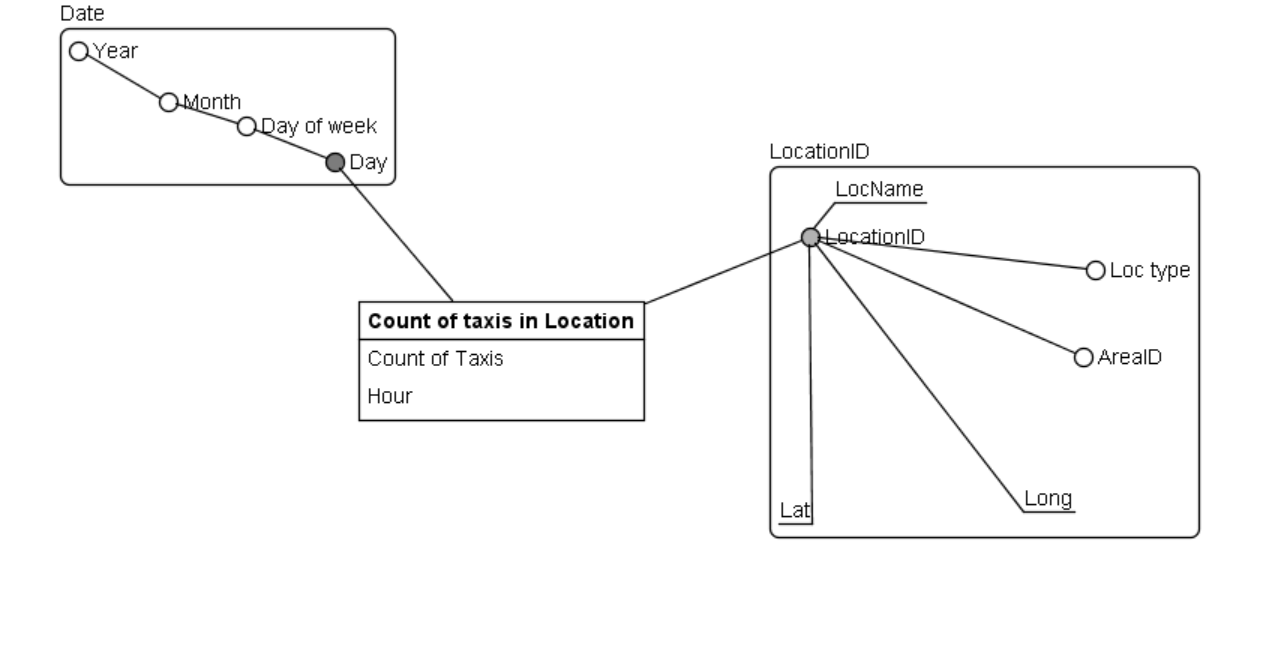 Date
Year
Month
Day of week
Day
LocationID
LocName
LocationID
Loc type
AreaID
Long
Lat
Count of taxis in Location
Count of Taxis
Hour